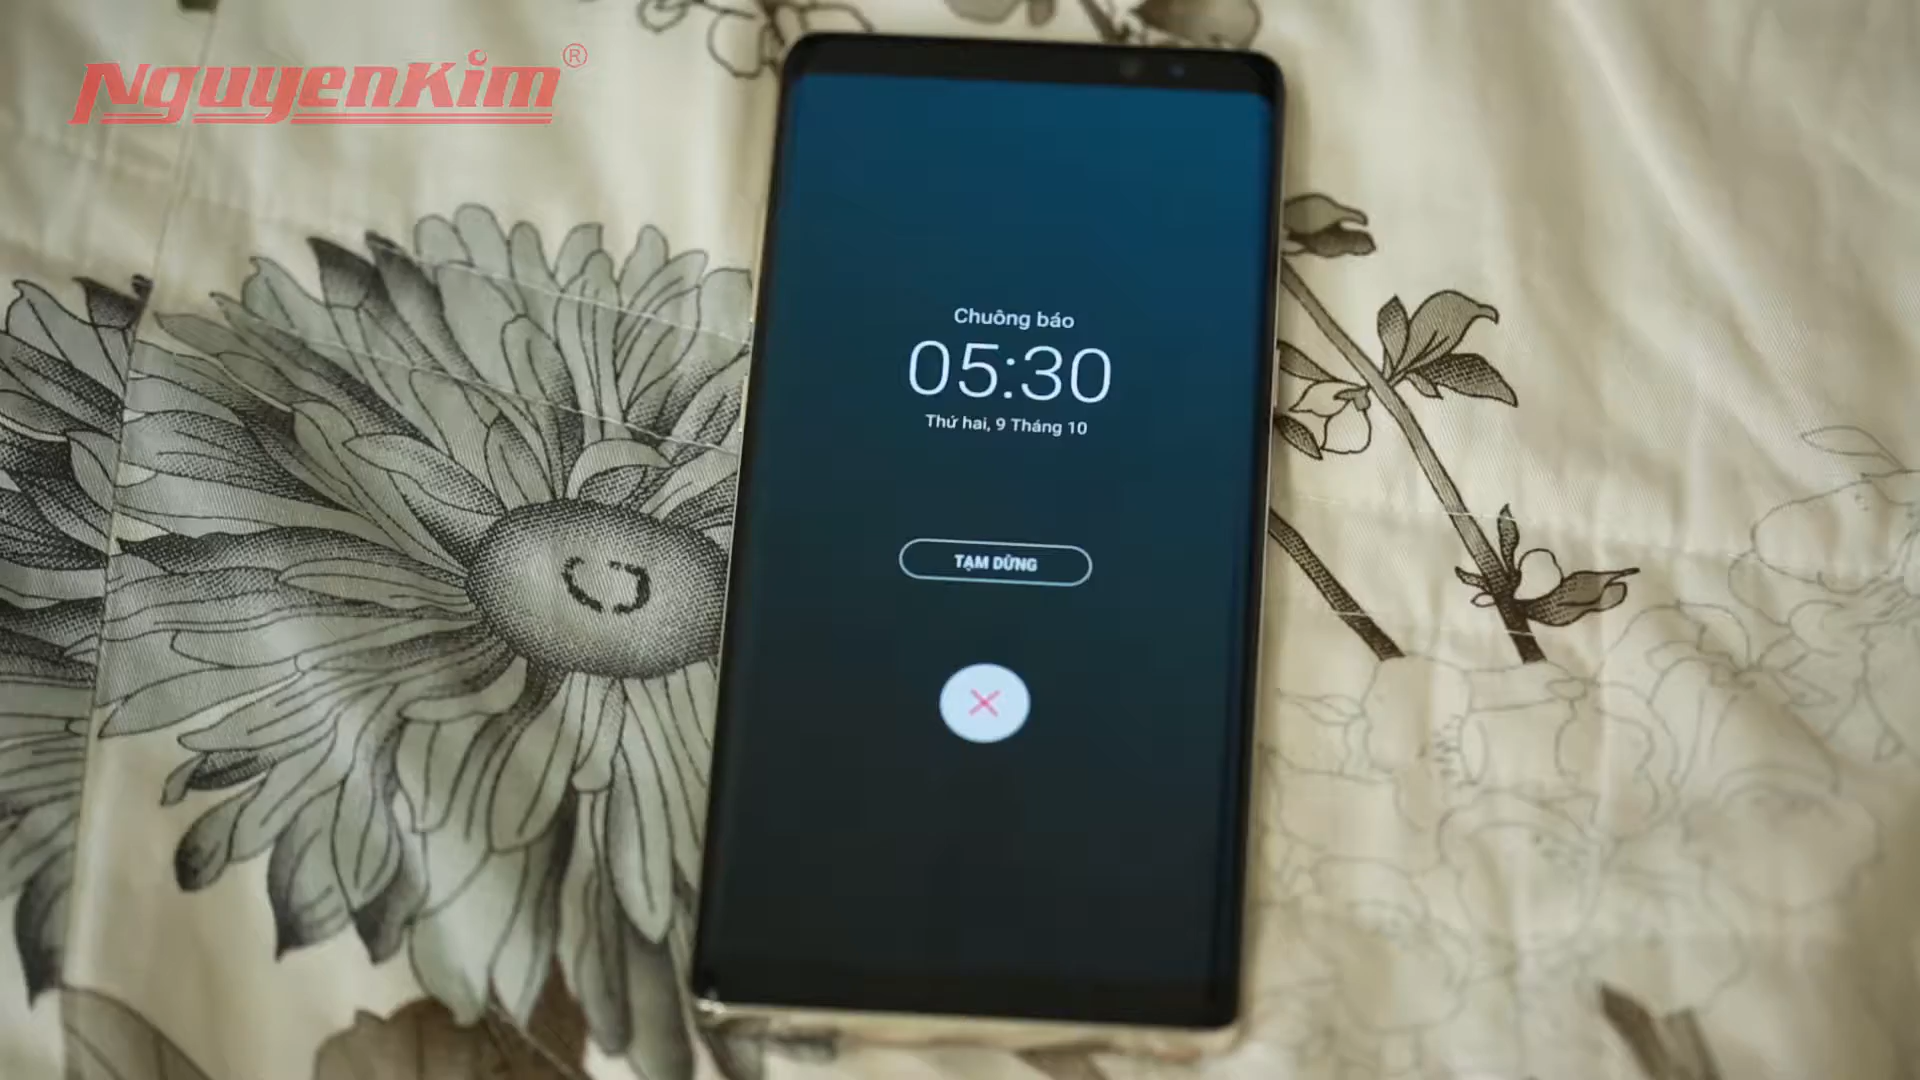 NguyenKim®
Chuông báo
05:30
Thứ hai, 9 Tháng 10
TẠM DỪNG